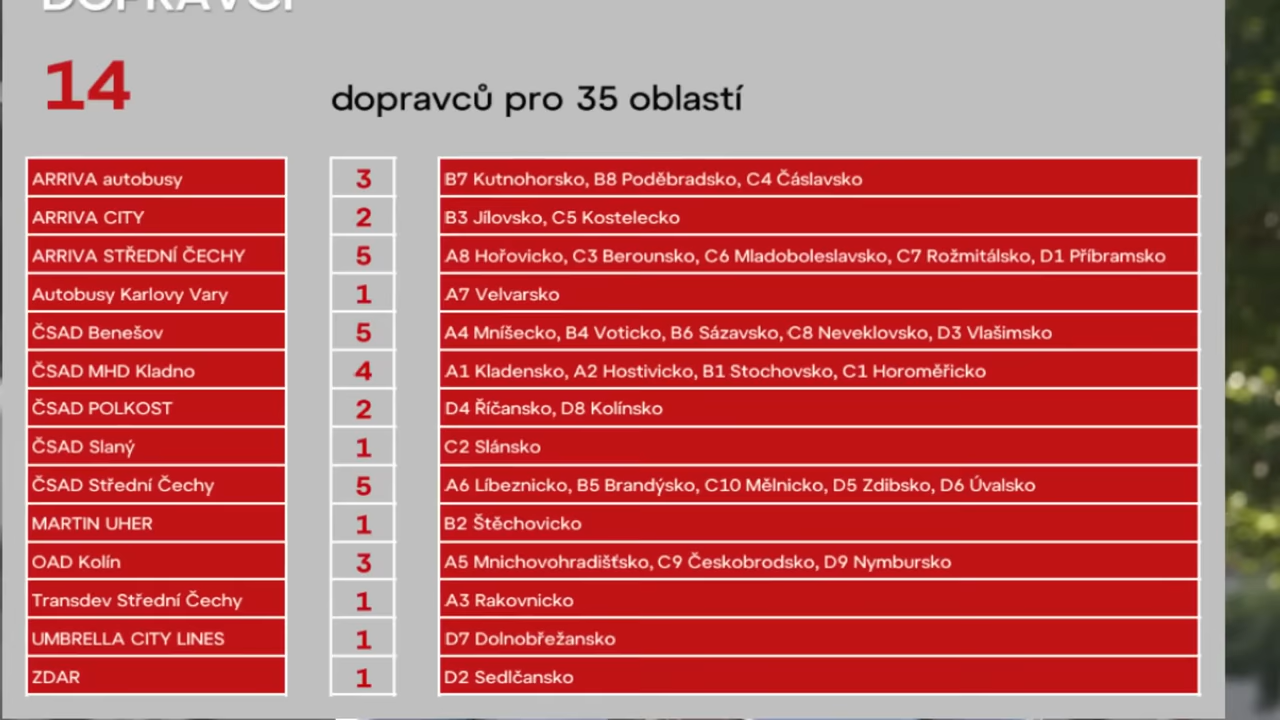 DOPRAVCI
14
dopravců pro 35 oblastí
ARRIVA autobusy 3 B7 Kutnohorsko, B8 Poděbradsko, C4 Čáslavsko
ARRIVA CITY 2 B3 Jílovsko, C5 Kostelecko
ARRIVA STŘEDNÍ ČECHY 5 A8 Hořovicko, C3 Berounsko, C6 Mladoboleslavsko, C7 Rožmitálsko, D1 Příbramsko
Autobusy Karlovy Vary 1 A7 Velvarsko
ČSAD Benešov 5 A4 Mníšecko, B4 Voticko, B6 Sázavsko, C8 Neveklovsko, D3 Vlašimsko
ČSAD MHD Kladno 4 A1 Kladensko, A2 Hostivicko, B1 Stochovsko, C1 Horoměřicko
ČSAD POLKOST 2 D4 Říčansko, D8 Kolínsko
ČSAD Slaný 1 C2 Slánsko
ČSAD Střední Čechy 5 A6 Líbeznicko, B5 Brandýsko, C10 Mělnicko, D5 Zdibsko, D6 Úvalsko
MARTIN UHER 1 B2 Štěchovicko
OAD Kolín 3 A5 Mnichovohradišťsko, C9 Českobrodsko, D9 Nymbursko
Transdev Střední Čechy 1 A3 Rakovnicko
UMBRELLA CITY LINES 1 D7 Dolnobřežansko
ZDAR 1 D2 Sedlčansko